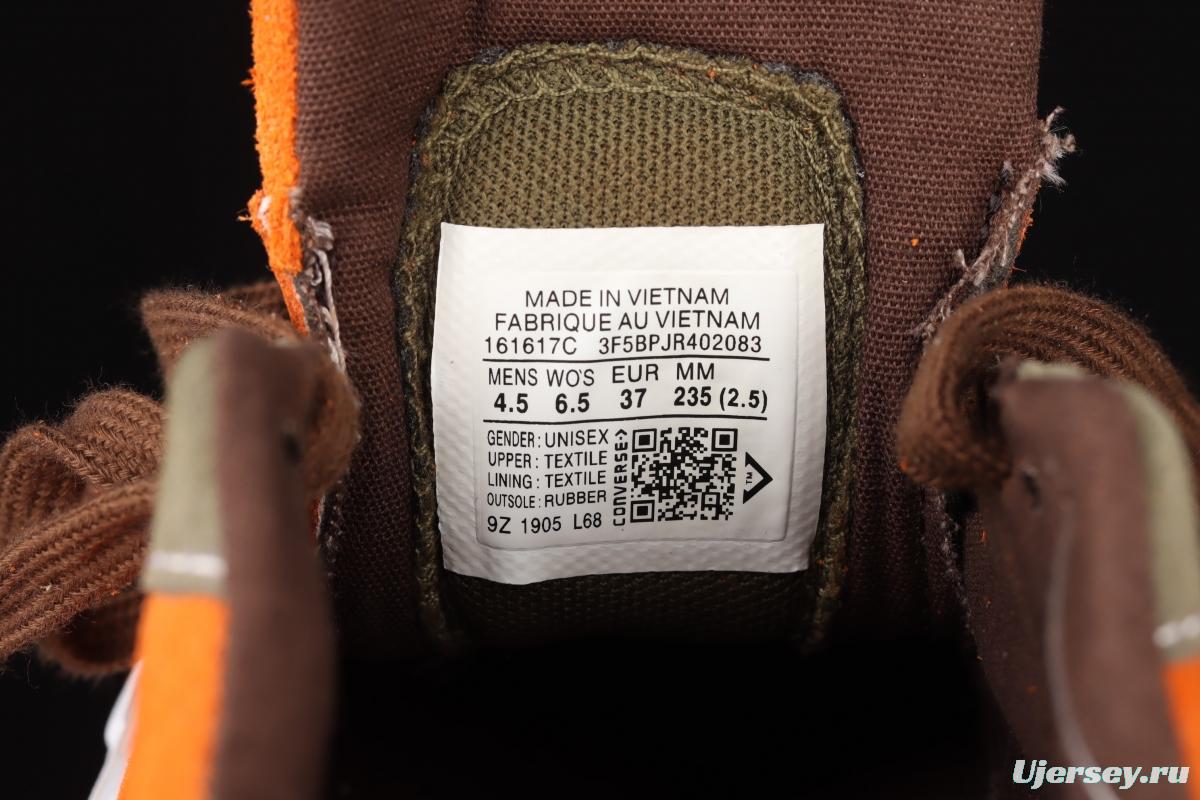 MADE IN VIETNAM
FABRIQUE AU VIETNAM
161617C 3F5BPJR402083
MENS WO'S EUR MM
4.5 6.5 37 235 (2.5)
GENDER: UNISEX
UPPER: TEXTILE
LINING: TEXTILE
OUTSOLE: RUBBER
9Z 1905 L68
CONVERSE
TM
Ujersey.ru